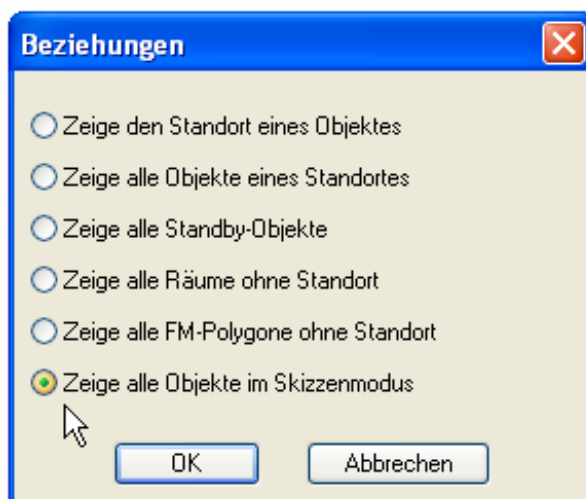 Beziehungen
Zeige den Standort eines Objektes
Zeige alle Objekte eines Standortes
Zeige alle Standby-Objekte
Zeige alle Räume ohne Standort
Zeige alle FM-Polygone ohne Standort
Zeige alle Objekte im Skizzenmodus
OK Abbrechen